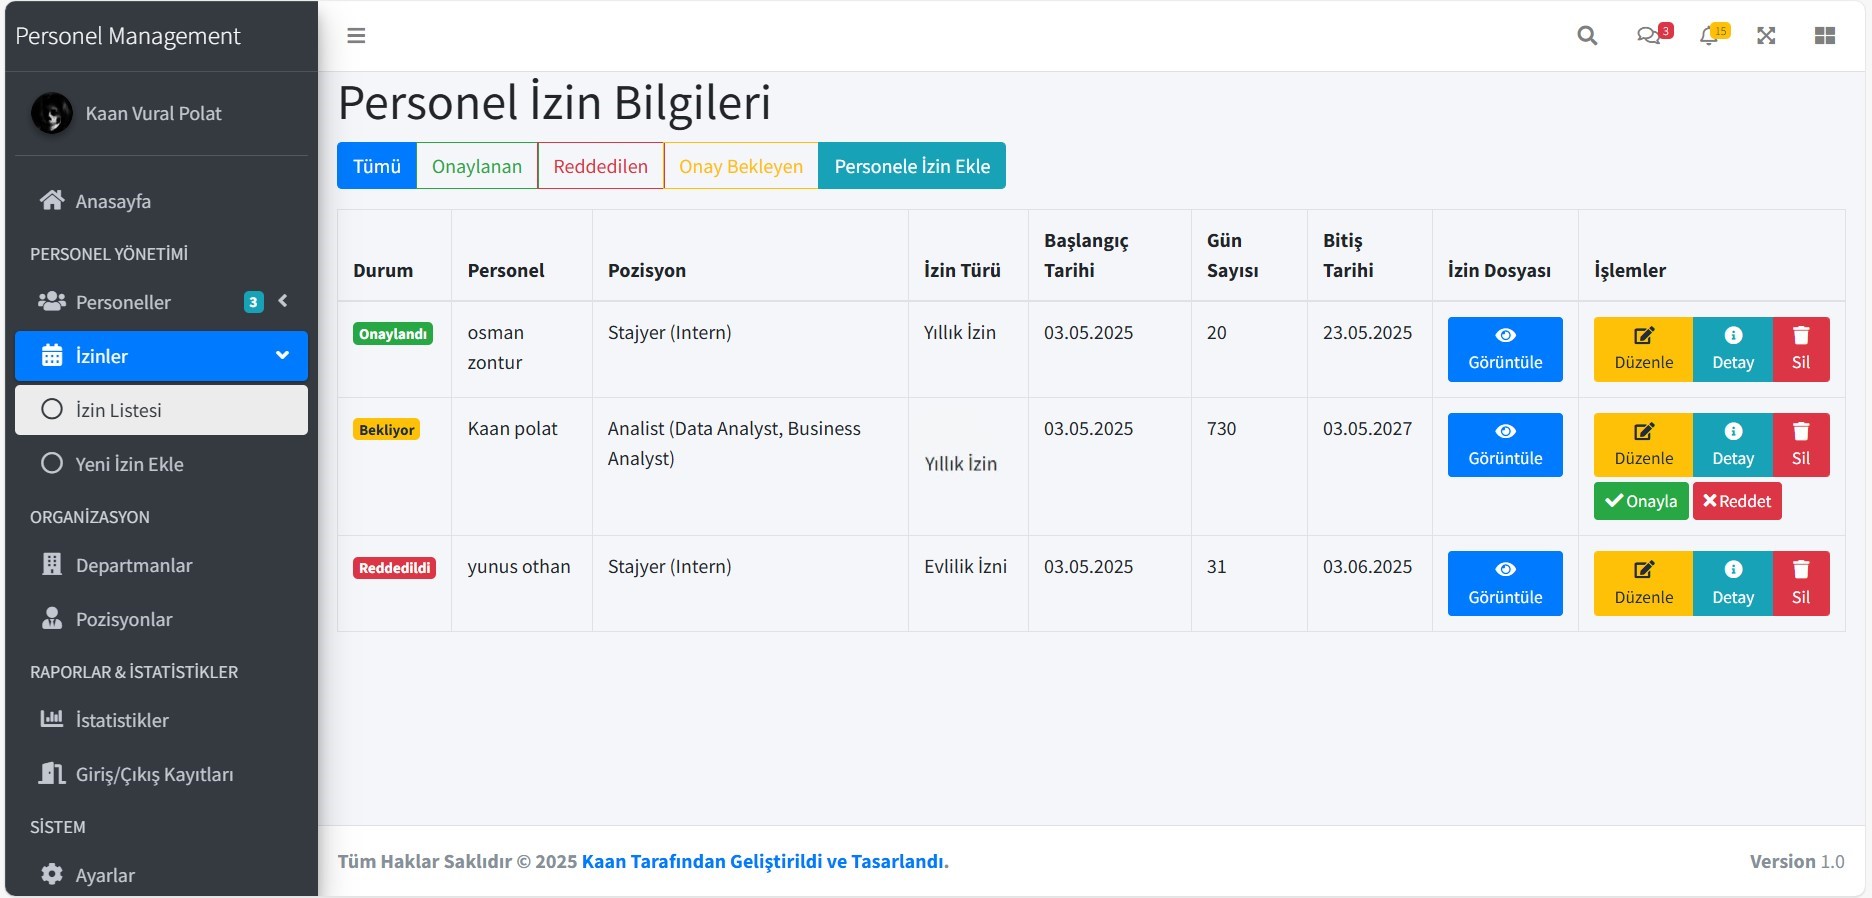 Personel Management
Kaan Vural Polat
Anasayfa
PERSONEL YÖNETİMİ
Personeller 3
İzinler
İzin Listesi
Yeni İzin Ekle
ORGANİZASYON
Departmanlar
Pozisyonlar
RAPORLAR & İSTATİSTİKLER
İstatistikler
Giriş/Çıkış Kayıtları
SİSTEM
Ayarlar
3 15
Personel İzin Bilgileri
Tümü Onaylanan Reddedilen Onay Bekleyen Personele İzin Ekle
Durum Personel Pozisyon İzin Türü Başlangıç Tarihi Gün Sayısı Bitiş Tarihi İzin Dosyası İşlemler
Onaylandı osman zontur Stajyer (Intern) Yıllık İzin 03.05.2025 20 23.05.2025 Görüntüle Düzenle Detay Sil
Bekliyor Kaan polat Analist (Data Analyst, Business Analyst) Yıllık İzin 03.05.2025 730 03.05.2027 Görüntüle Düzenle Detay Sil
Onayla Reddet
Reddedildi yunus othan Stajyer (Intern) Evlilik İzni 03.05.2025 31 03.06.2025 Görüntüle Düzenle Detay Sil
Tüm Haklar Saklıdır © 2025 Kaan Tarafından Geliştirildi ve Tasarlandı.
Version 1.0